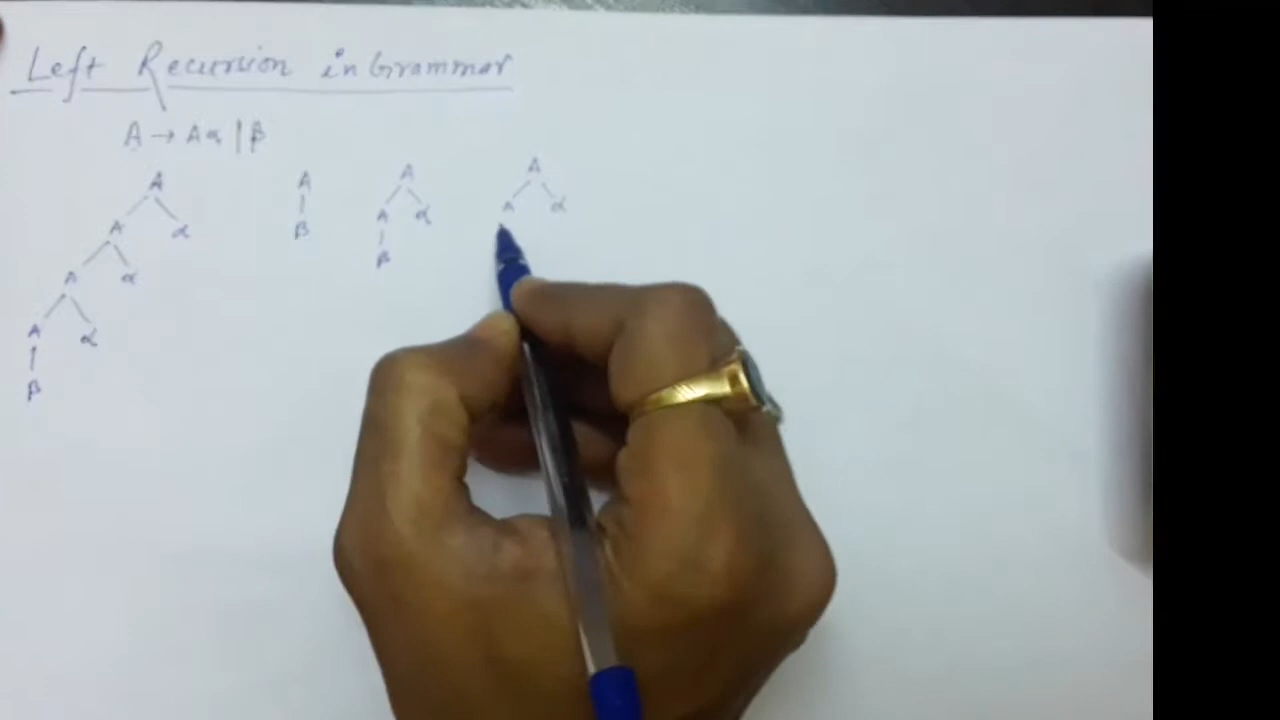 Left Recursion in Grammar
A → Aα | β
A A A A
A α β A α A α
A α β
A α
β